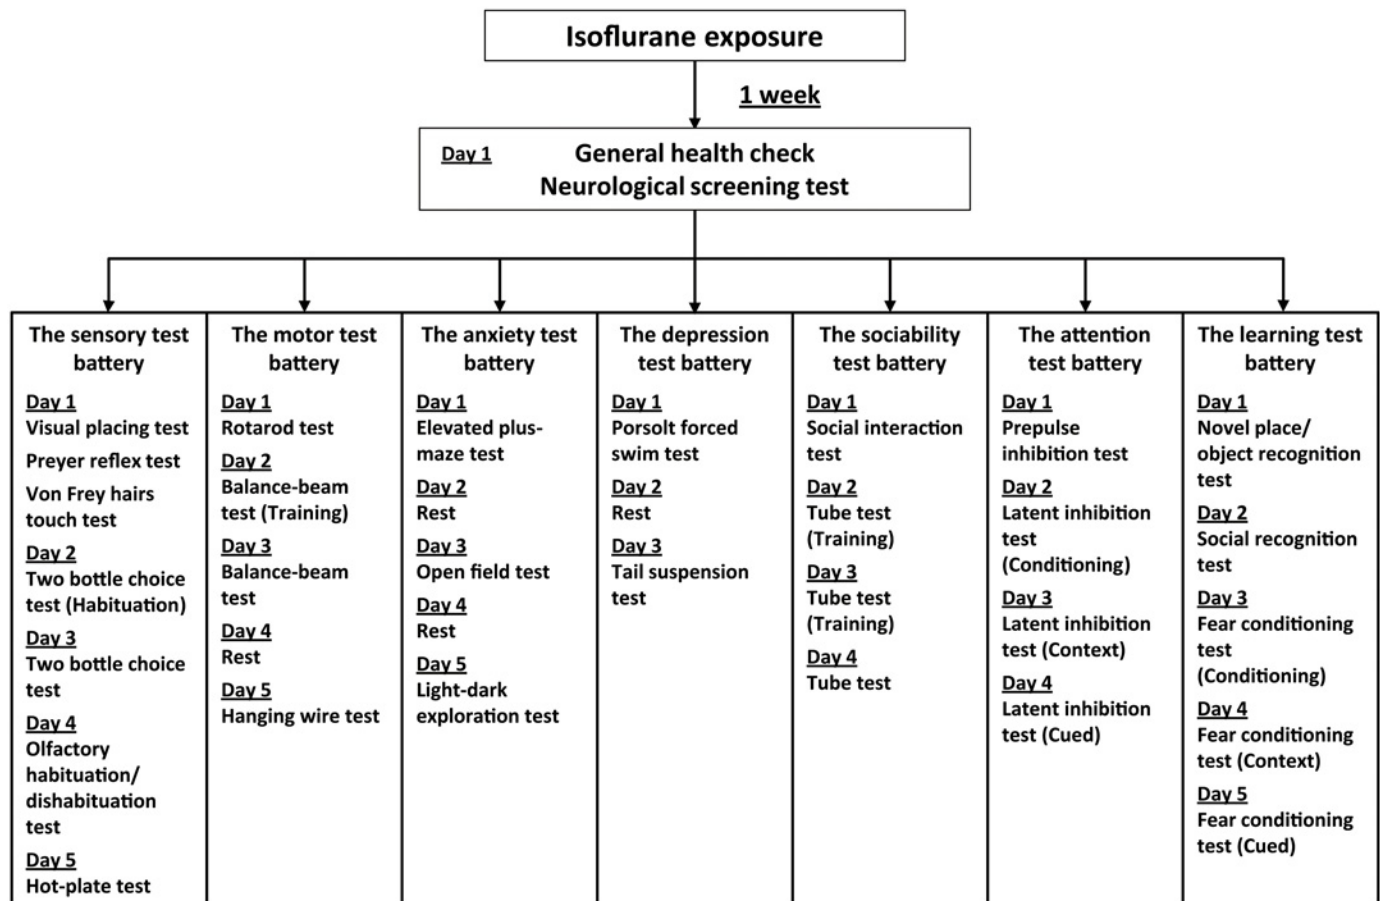 Isoflurane exposure
1 week
Day 1
General health check
Neurological screening test
The sensory test
battery
Day 1
Visual placing test
Preyer reflex test
Von Frey hairs
touch test
Day 2
Two bottle choice
test (Habituation)
Day 3
Two bottle choice
test
Day 4
Olfactory
habituation/
dishabituation
test
Day 5
Hot-plate test
The motor test
battery
Day 1
Rotarod test
Day 2
Balance-beam
test (Training)
Day 3
Balance-beam
test
Day 4
Rest
Day 5
Hanging wire test
The anxiety test
battery
Day 1
Elevated plus-
maze test
Day 2
Rest
Day 3
Open field test
Day 4
Rest
Day 5
Light-dark
exploration test
The depression
test battery
Day 1
Porsolt forced
swim test
Day 2
Rest
Day 3
Tail suspension
test
The sociability
test battery
Day 1
Social interaction
test
Day 2
Tube test
(Training)
Day 3
Tube test
(Training)
Day 4
Tube test
The attention
test battery
Day 1
Prepulse
inhibition test
Day 2
Latent inhibition
test
(Conditioning)
Day 3
Latent inhibition
test (Context)
Day 4
Latent inhibition
test (Cued)
The learning test
battery
Day 1
Novel place/
object recognition
test
Day 2
Social recognition
test
Day 3
Fear conditioning
test
(Conditioning)
Day 4
Fear conditioning
test (Context)
Day 5
Fear conditioning
test (Cued)